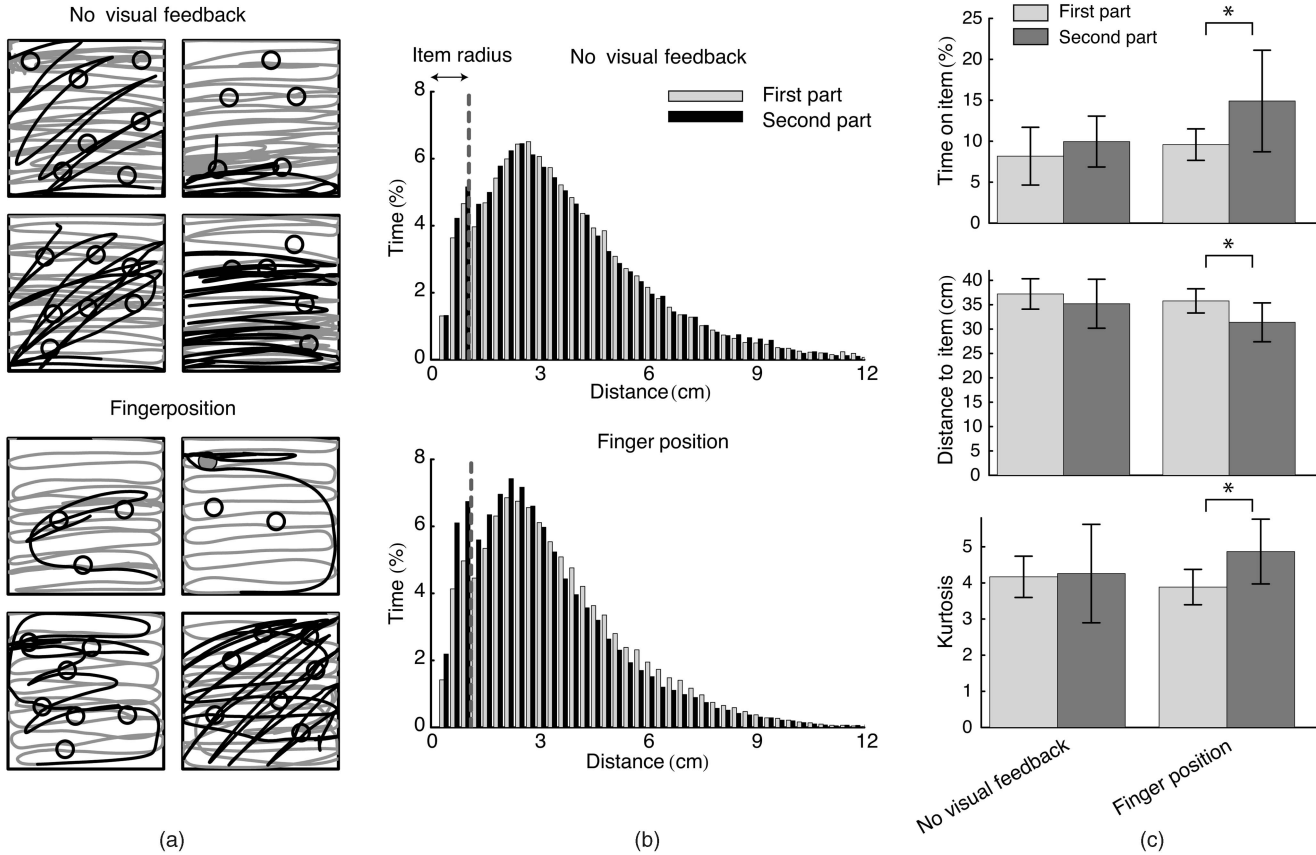 No visual feedback
Fingerposition
(a)
Item radius
No visual feedback
First part
Second part
8
6
4
2
0
Time (%)
0 3 6 9 12
Distance (cm)
Finger position
8
6
4
2
0
Time (%)
0 3 6 9 12
Distance (cm)
(b)
First part
Second part
*
25
20
15
10
5
0
Time on item (%)
*
40
35
30
25
30
15
10
5
0
Distance to item (cm)
*
5
4
3
2
1
0
Kurtosis
No visual feedback
Finger position
(c)